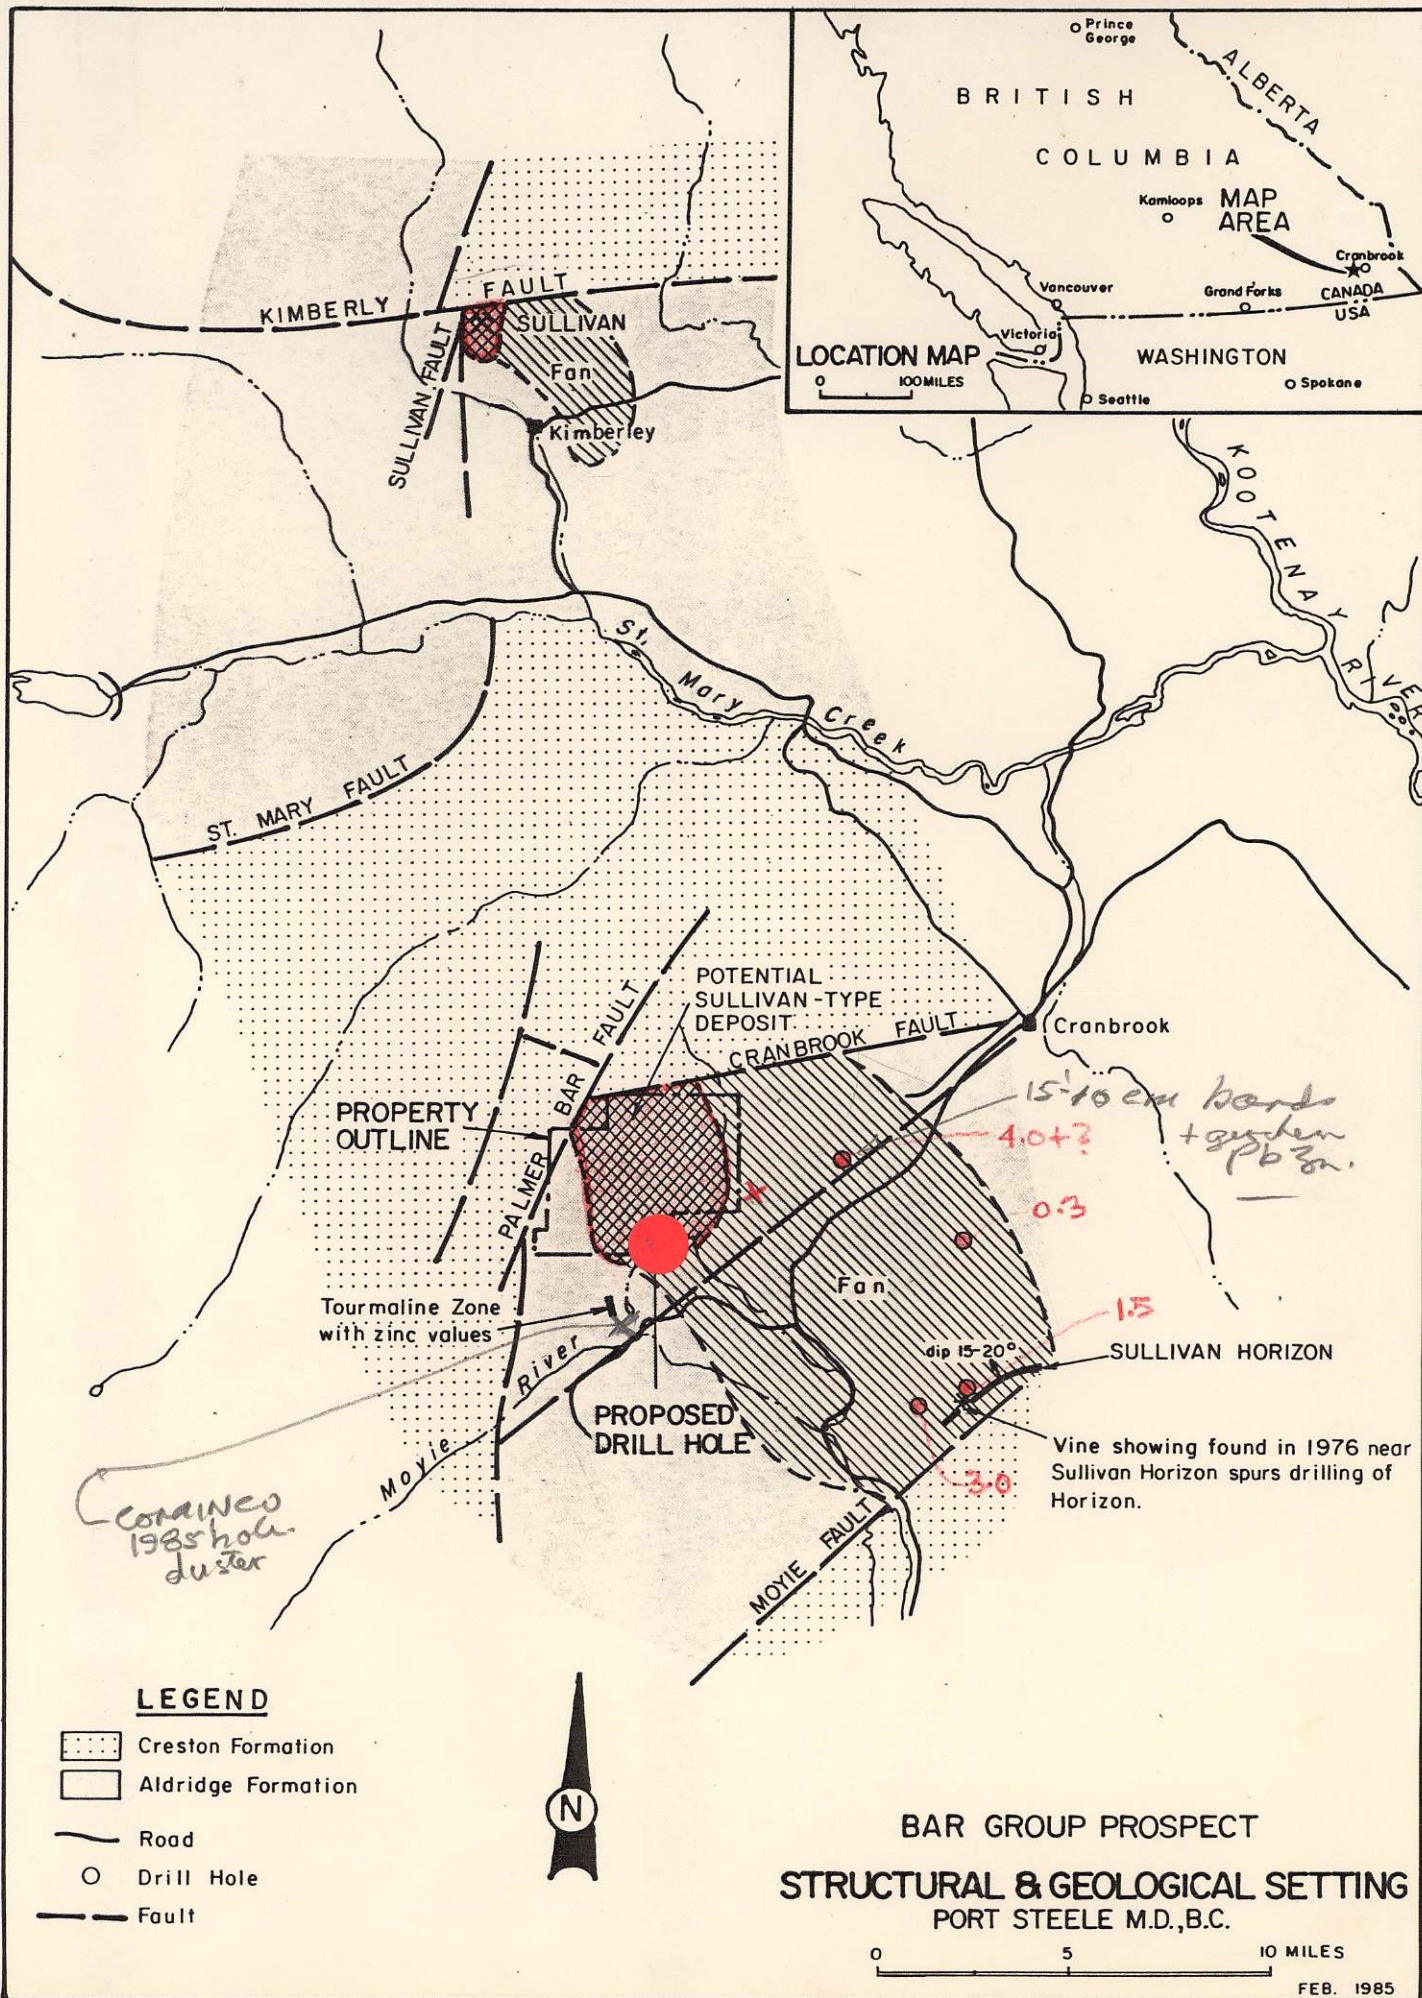 Prince
George
ALBERTA
BRITISH
COLUMBIA
Kamloops
MAP
AREA
Cranbrook
Vancouver
Grand Forks
CANADA
USA
Victoria
LOCATION MAP
WASHINGTON
0 100 MILES
Spokane
Seattle
KIMBERLY FAULT
SULLIVAN
Fan
SULLIVAN FAULT
Kimberley
KOOTENAY RIVER
St. Mary Creek
ST. MARY FAULT
POTENTIAL
SULLIVAN-TYPE
DEPOSIT
CRANBROOK FAULT
Cranbrook
PALMER BAR FAULT
PROPERTY
OUTLINE
15'10 cm bands
+ geochem
Pb Zn.
4.0+?
0.3
Fan
Tourmaline Zone
with zinc values
1.5
dip 15-20°
SULLIVAN HORIZON
Moyie River
PROPOSED
DRILL HOLE
Vine showing found in 1976 near
Sullivan Horizon spurs drilling of
Horizon.
3.0
COMINCO
1985 hole.
duster
MOYIE FAULT
LEGEND
Creston Formation
Aldridge Formation
Road
Drill Hole
Fault
N
BAR GROUP PROSPECT
STRUCTURAL & GEOLOGICAL SETTING
PORT STEELE M.D.,B.C.
0 5 10 MILES
FEB. 1985